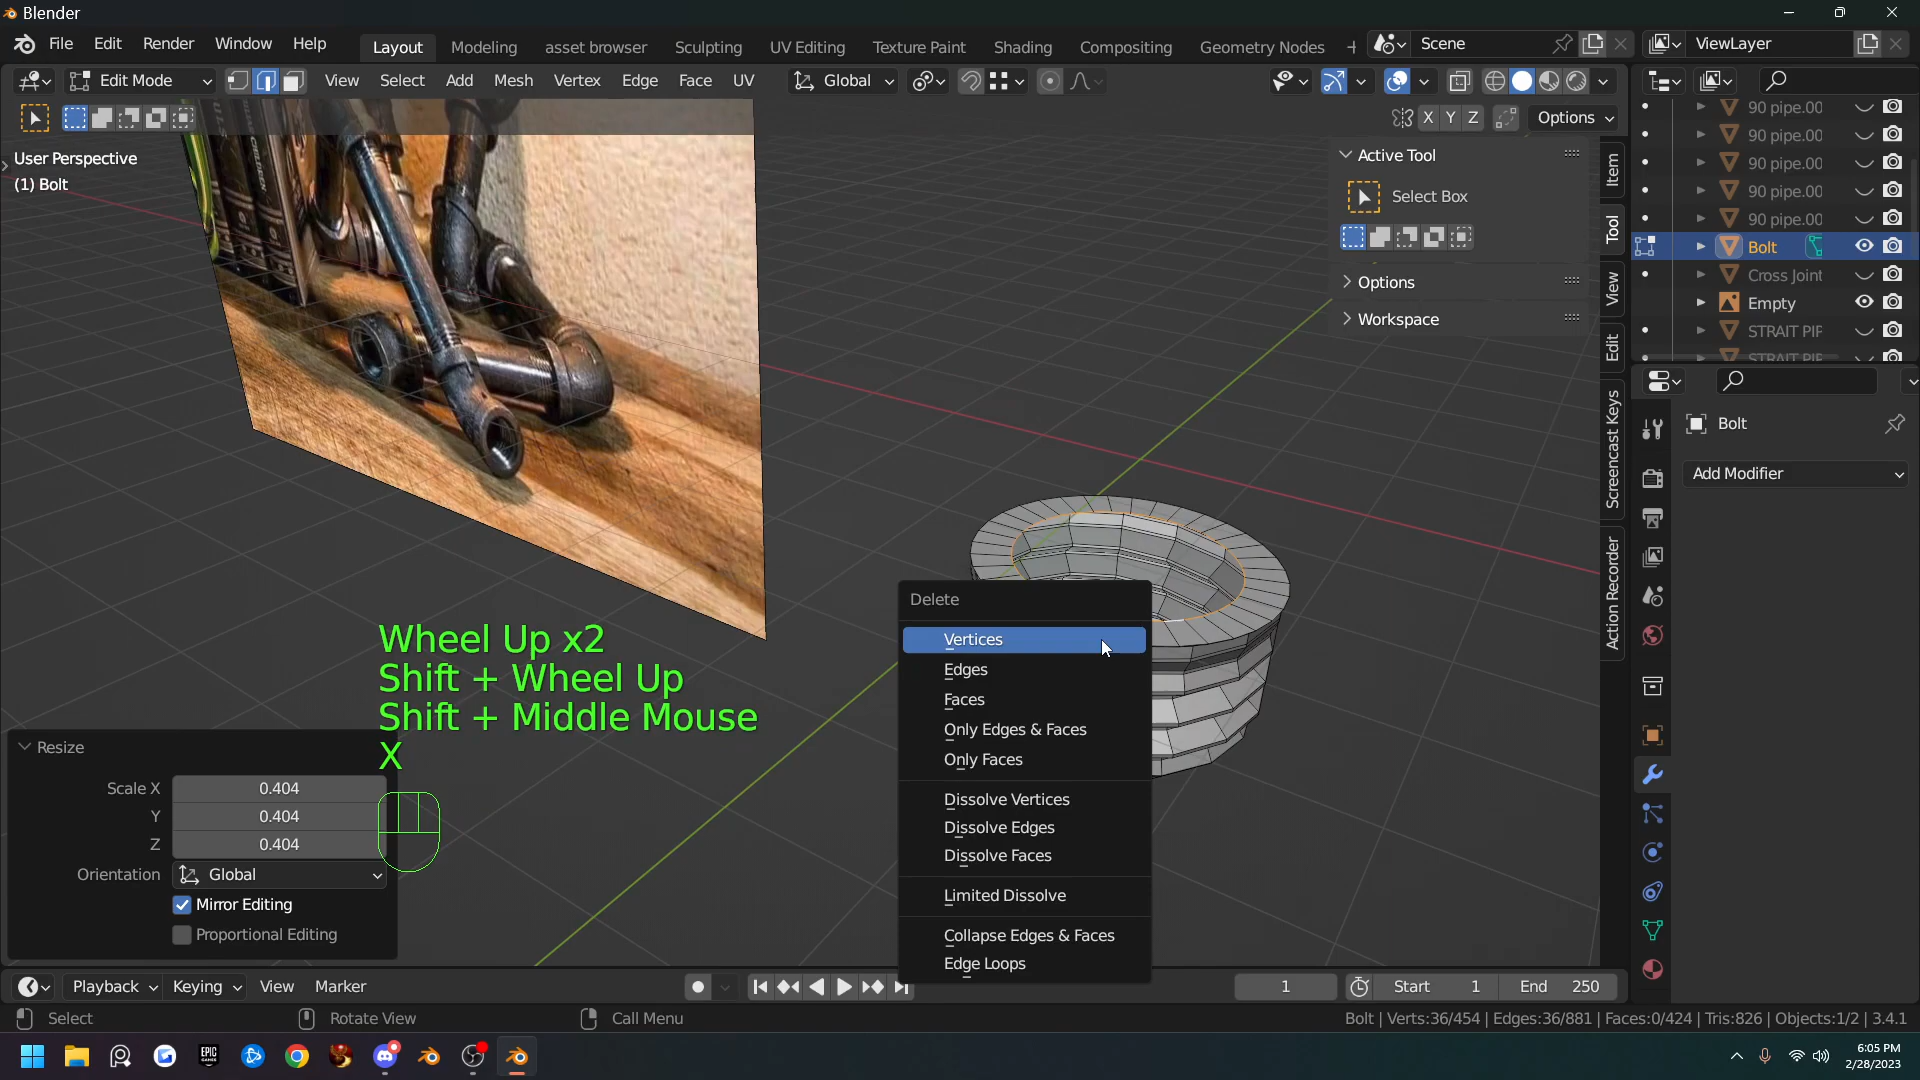 Blender
File Edit Render Window Help Layout Modeling asset browser Sculpting UV Editing Texture Paint Shading Compositing Geometry Nodes Scene ViewLayer
Edit Mode View Select Add Mesh Vertex Edge Face UV Global
X Y Z Options
User Perspective
(1) Bolt
Active Tool
Select Box
Options
Workspace
Item
Tool
View
Edit
Screencast Keys
Action Recorder
90 pipe.00
90 pipe.00
90 pipe.00
90 pipe.00
90 pipe.00
Bolt
Cross Joint
Empty
STRAIT PIF
STRAIT PIF
Bolt
Add Modifier
Delete
Vertices
Edges
Faces
Only Edges & Faces
Only Faces
Dissolve Vertices
Dissolve Edges
Dissolve Faces
Limited Dissolve
Collapse Edges & Faces
Edge Loops
Wheel Up x2
Shift + Wheel Up
Shift + Middle Mouse
X
Resize
Scale X 0.404
Y 0.404
Z 0.404
Orientation Global
Mirror Editing
Proportional Editing
Playback Keying View Marker 1 Start 1 End 250
Select Rotate View Call Menu Bolt | Verts:36/454 | Edges:36/881 | Faces:0/424 | Tris:826 | Objects:1/2 | 3.4.1
EPIC
6:05 PM
2/28/2023